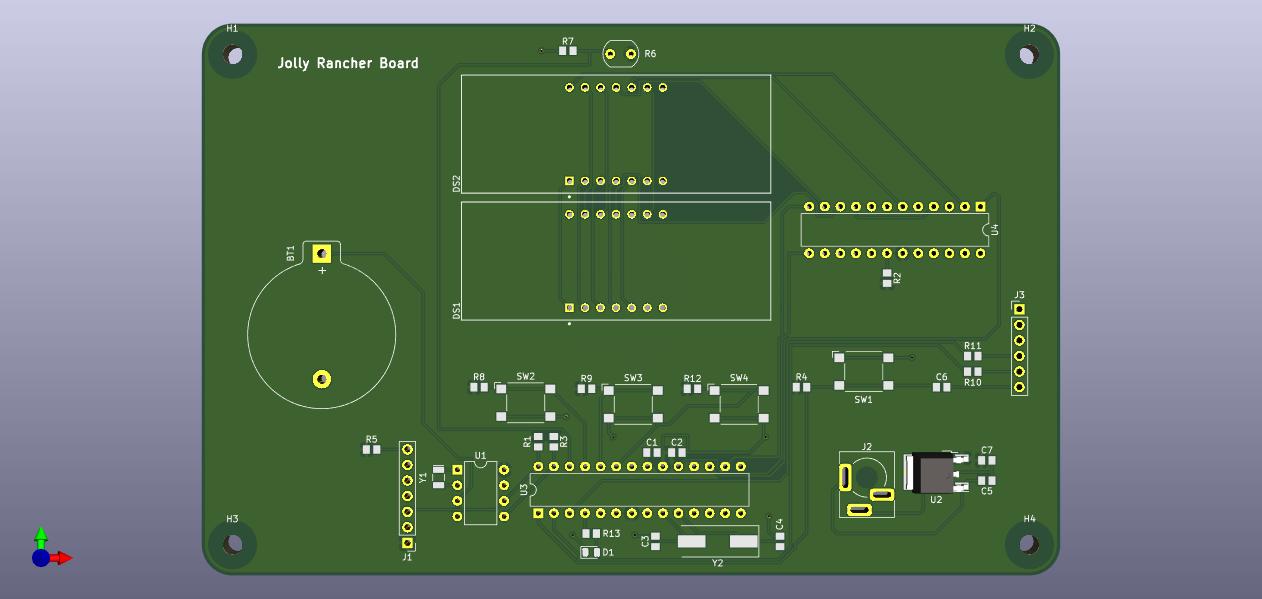 H1
H2
R7
R6
Jolly Rancher Board
DS2
U4
BT1
+
R2
DS1
J3
R11
R8
SW2
R9
SW3
R12
SW4
R4
C6
R10
SW1
R5
R1
R3
C1
C2
J2
C7
U1
Y1
U3
U2
C5
H3
R13
C3
C4
H4
J1
D1
Y2